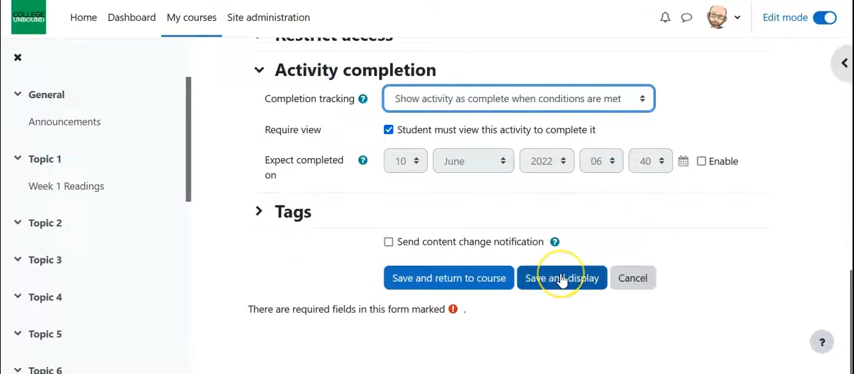 COLLEGE
UNBOUND
Home Dashboard My courses Site administration
Edit mode
Restrict access
General
Announcements
Topic 1
Week 1 Readings
Topic 2
Topic 3
Topic 4
Topic 5
Topic 6
Activity completion
Completion tracking ? Show activity as complete when conditions are met
Require view Student must view this activity to complete it
Expect completed on ? 10 June 2022 06 40 Enable
Tags
Send content change notification ?
Save and return to course Save and display Cancel
There are required fields in this form marked ! .
?